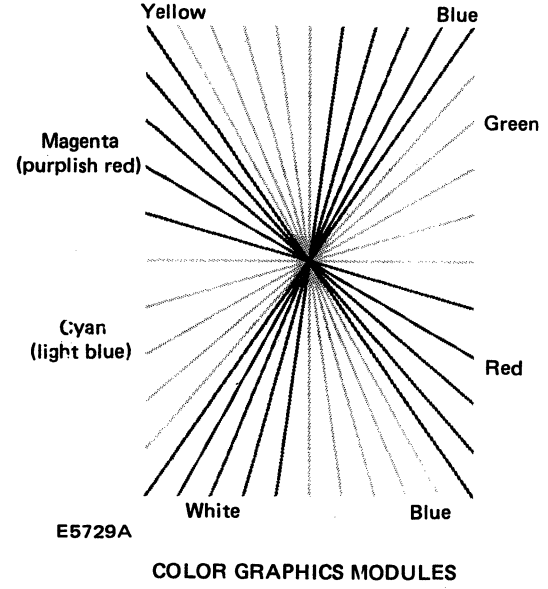 Yellow
Blue
Green
Magenta
(purplish red)
Cyan
(light blue)
Red
White
Blue
E5729A
COLOR GRAPHICS MODULES